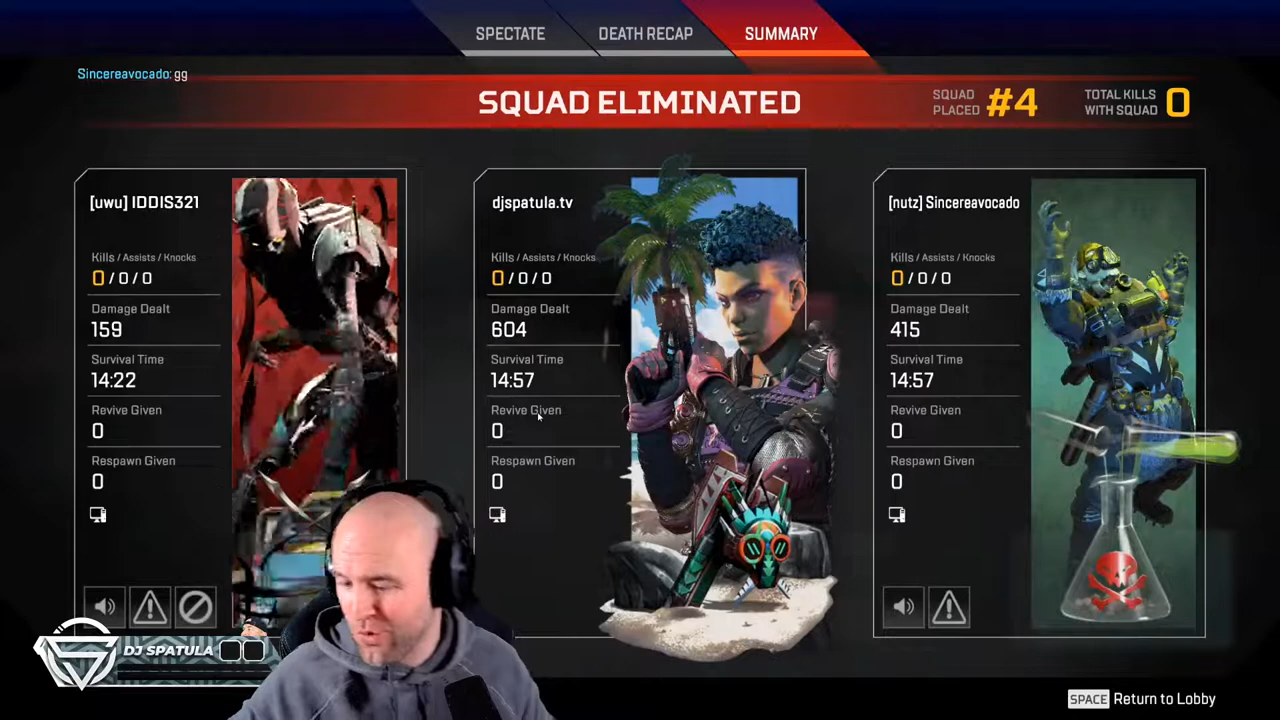 SPECTATE
DEATH RECAP
SUMMARY
Sincereavocado: gg
SQUAD ELIMINATED
SQUAD PLACED #4
TOTAL KILLS WITH SQUAD 0
[uwu] IDDIS321
Kills / Assists / Knocks
0 / 0 / 0
Damage Dealt
159
Survival Time
14:22
Revive Given
0
Respawn Given
0
djspatula.tv
Kills / Assists / Knocks
0 / 0 / 0
Damage Dealt
604
Survival Time
14:57
Revive Given
0
Respawn Given
0
[nutz] Sincereavocado
Kills / Assists / Knocks
0 / 0 / 0
Damage Dealt
415
Survival Time
14:57
Revive Given
0
Respawn Given
0
DJ SPATULA
SPACE Return to Lobby